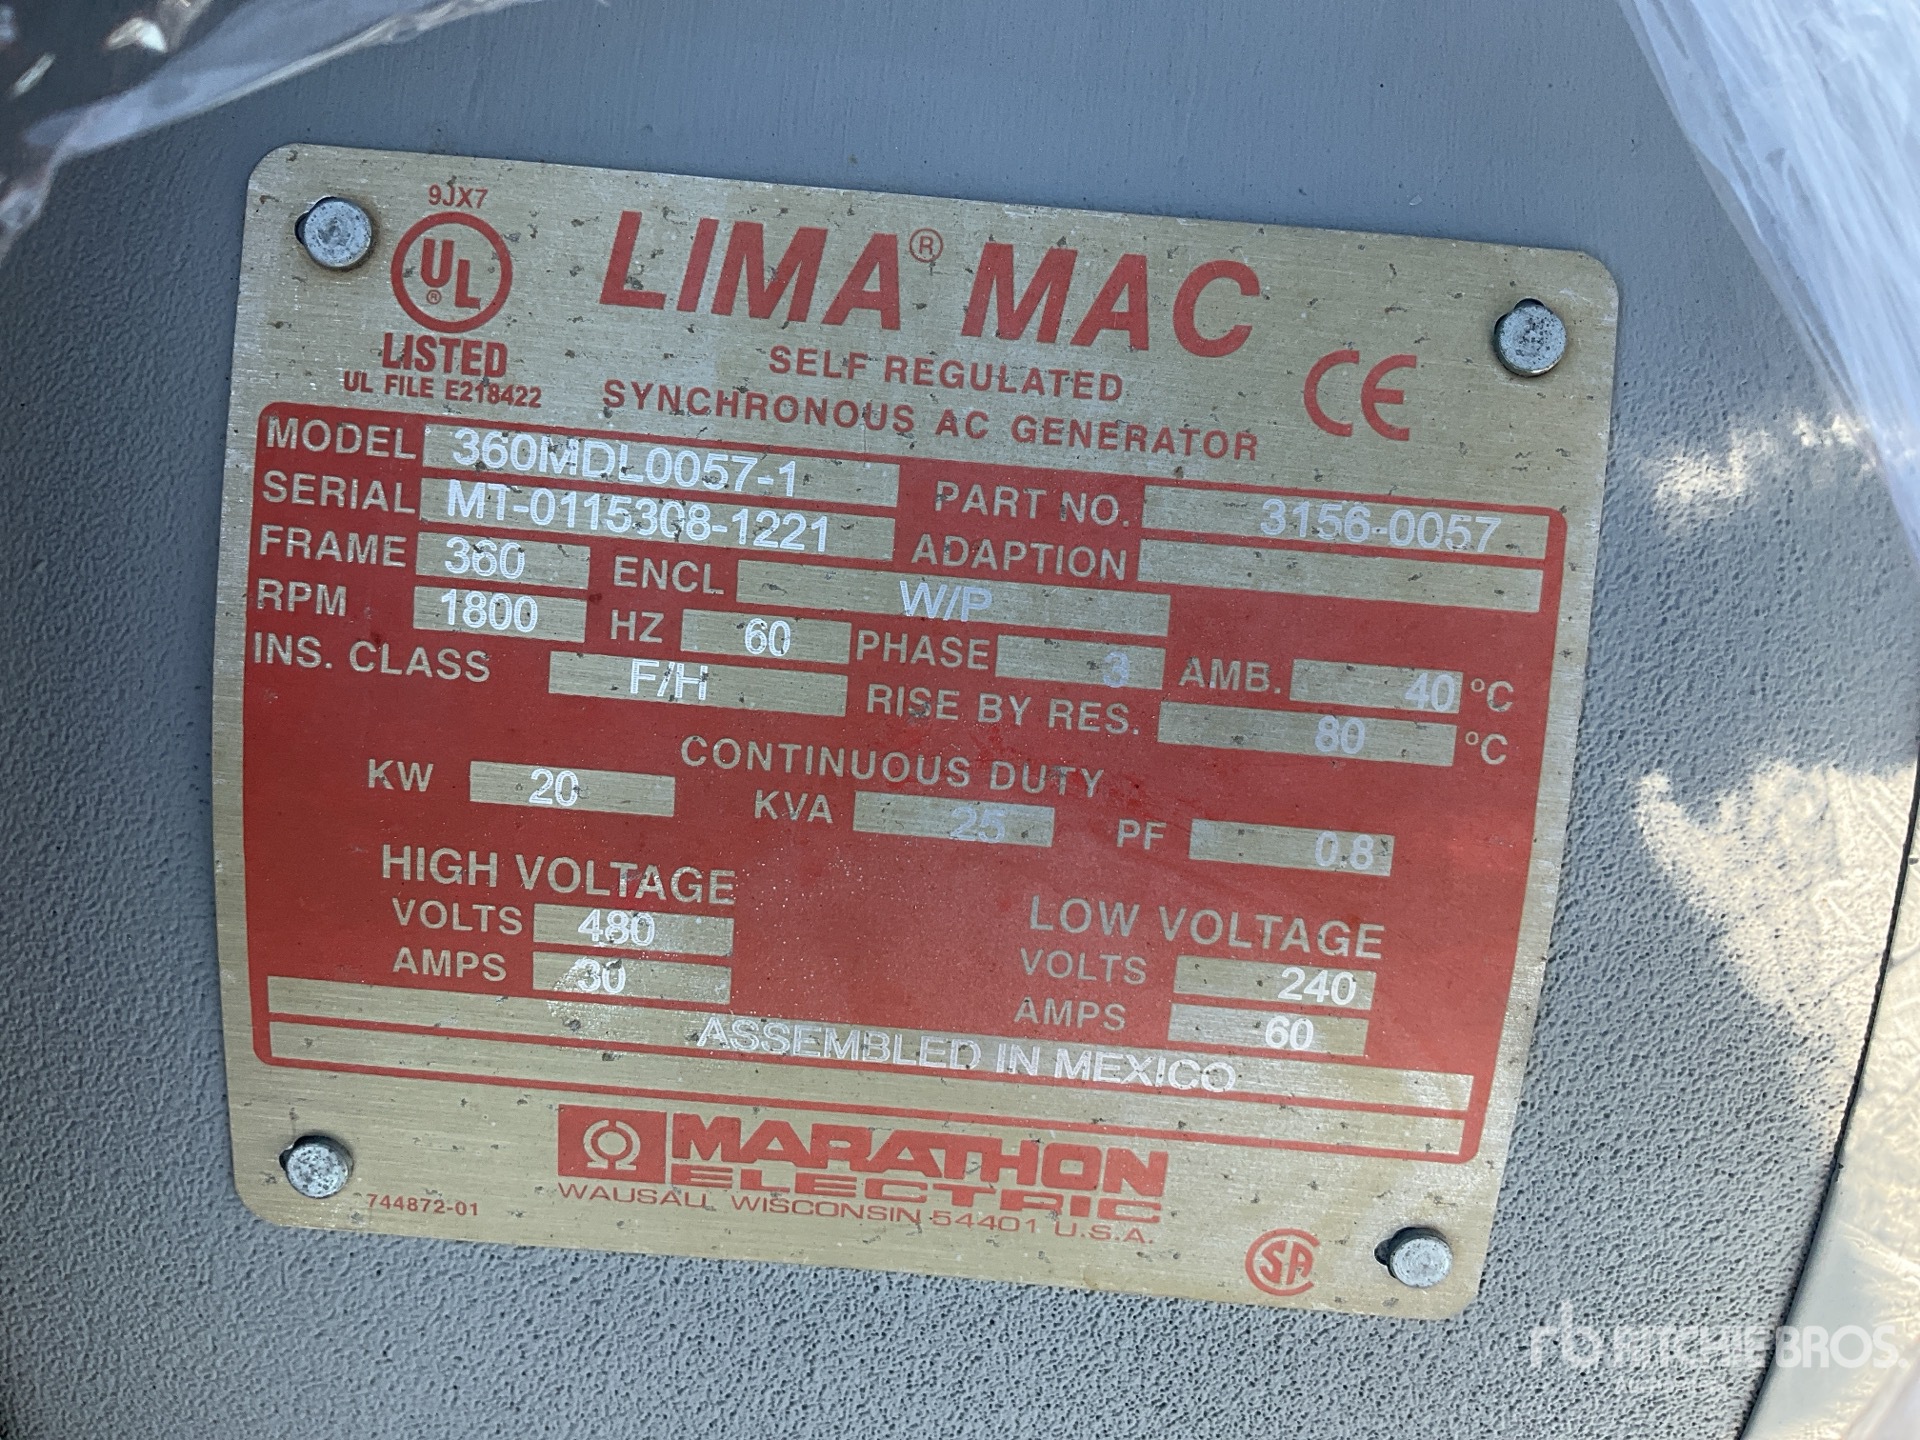 9JX7
UL ®
LISTED
UL FILE E218422
LIMA® MAC
SELF REGULATED
SYNCHRONOUS AC GENERATOR
CE
MODEL 360MDL0057-1 PART NO. 3156-0057
SERIAL MT-0115308-1221 ADAPTION
FRAME 360 ENCL W/P
RPM 1800 HZ 60 PHASE 3 AMB. 40 °C
INS. CLASS F/H RISE BY RES. 80 °C
CONTINUOUS DUTY
KW 20 KVA 25 PF 0.8
HIGH VOLTAGE LOW VOLTAGE
VOLTS 480 VOLTS 240
AMPS 30 AMPS 60
ASSEMBLED IN MEXICO
MARATHON
ELECTRIC
WAUSAU, WISCONSIN 54401 U.S.A.
744872-01
SA
rb RITCHIE BROS.